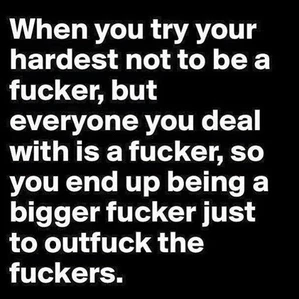 When you try your
hardest not to be a
fucker, but
everyone you deal
with is a fucker, so
you end up being a
bigger fucker just
to outfuck the
fuckers.